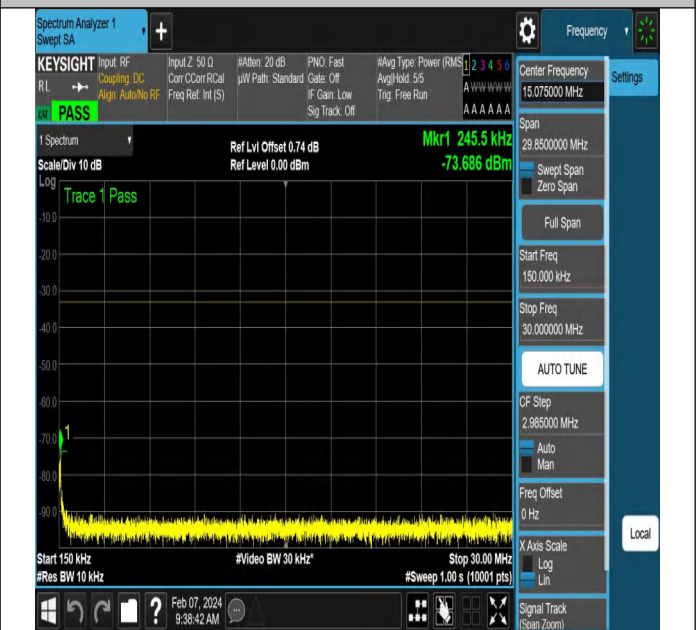 Spectrum Analyzer 1
Swept SA
Frequency
KEYSIGHT
RL
PASS
Input: RF
Coupling: DC
Align: Auto/No RF
Input Z: 50 Ω
Corr CCorr RCal
Freq Ref: Int (S)
#Atten: 20 dB
µW Path: Standard
PNO: Fast
Gate: Off
IF Gain: Low
Sig Track: Off
#Avg Type: Power (RMS
Avg|Hold: 5/5
Trig: Free Run
1 2 3 4 5 6
A W W W W W
A A A A A A
1 Spectrum
Scale/Div 10 dB
Ref Lvl Offset 0.74 dB
Ref Level 0.00 dBm
Mkr1 245.5 kHz
-73.686 dBm
Log
Trace 1 Pass
-10.0
-20.0
-30.0
-40.0
-50.0
-60.0
-70.0
-80.0
-90.0
1
Start 150 kHz
#Res BW 10 kHz
#Video BW 30 kHz*
Stop 30.00 MHz
#Sweep 1.00 s (10001 pts)
Feb 07, 2024
9:38:42 AM
Center Frequency
15.075000 MHz
Settings
Span
29.8500000 MHz
Swept Span
Zero Span
Full Span
Start Freq
150.000 kHz
Stop Freq
30.000000 MHz
AUTO TUNE
CF Step
2.985000 MHz
Auto
Man
Freq Offset
0 Hz
Local
X Axis Scale
Log
Lin
Signal Track
(Span Zoom)